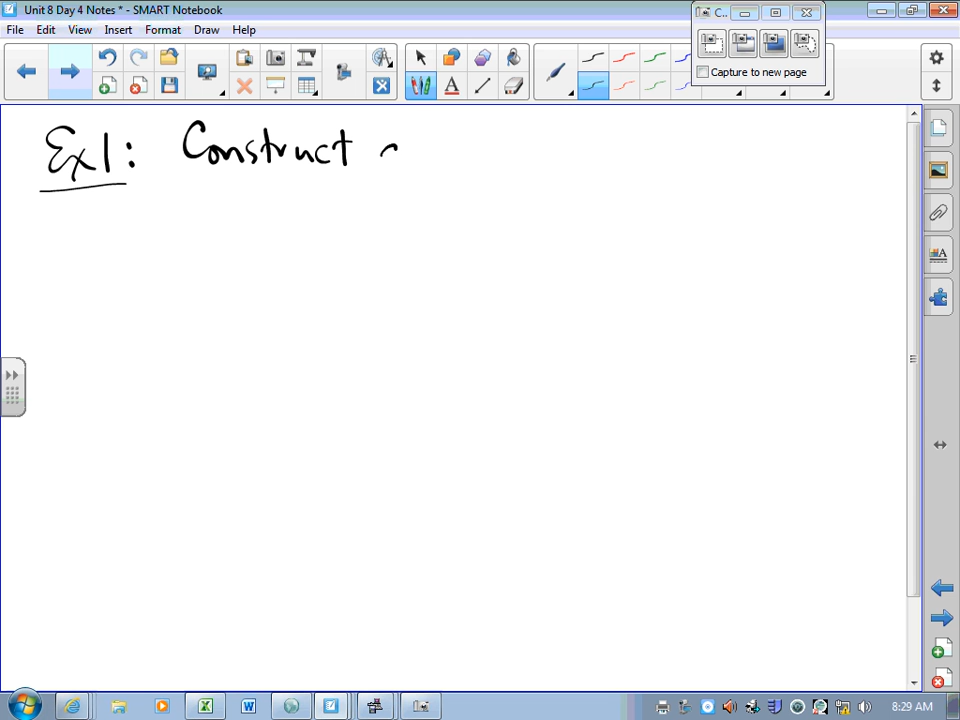 Unit 8 Day 4 Notes * - SMART Notebook
C...
File Edit View Insert Format Draw Help
Capture to new page
Ex1: Construct
8:29 AM